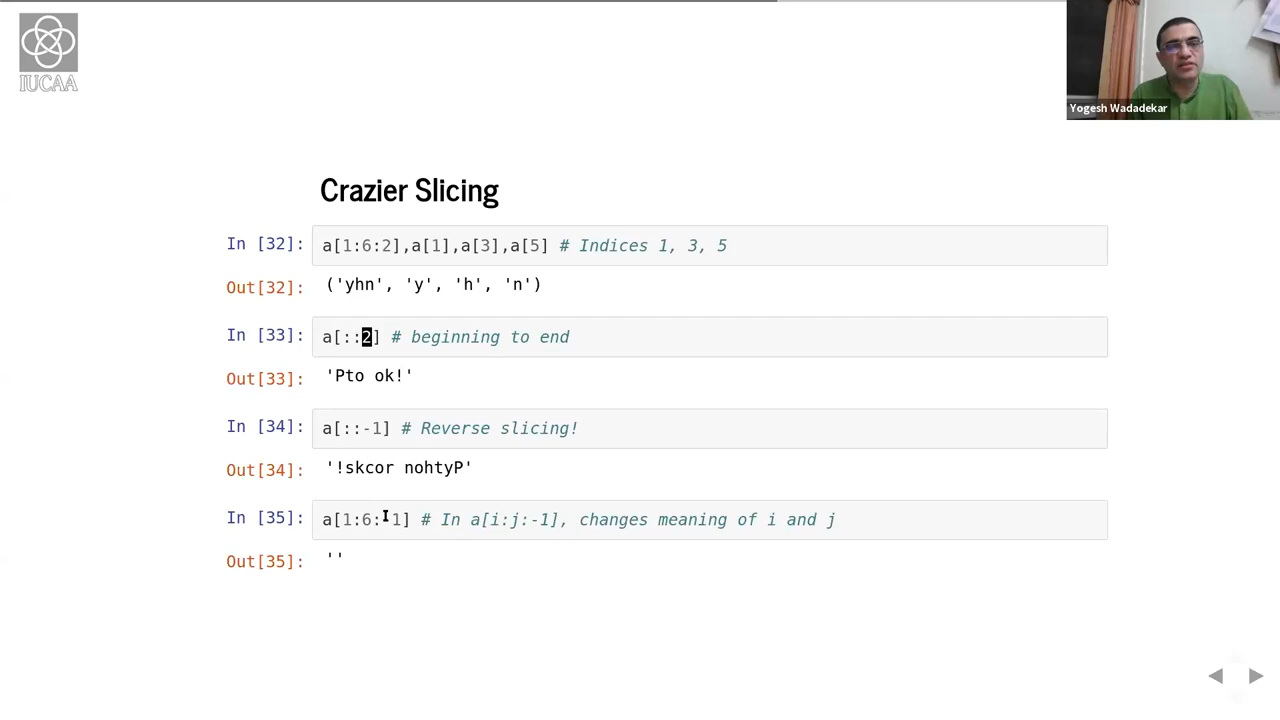 IUCAA
Yogesh Wadadekar
Crazier Slicing
In [32]: a[1:6:2],a[1],a[3],a[5] # Indices 1, 3, 5
Out[32]: ('yhn', 'y', 'h', 'n')
In [33]: a[::2] # beginning to end
Out[33]: 'Pto ok!'
In [34]: a[::-1] # Reverse slicing!
Out[34]: '!skcor nohtyP'
In [35]: a[1:6:-1] # In a[i:j:-1], changes meaning of i and j
Out[35]: ''